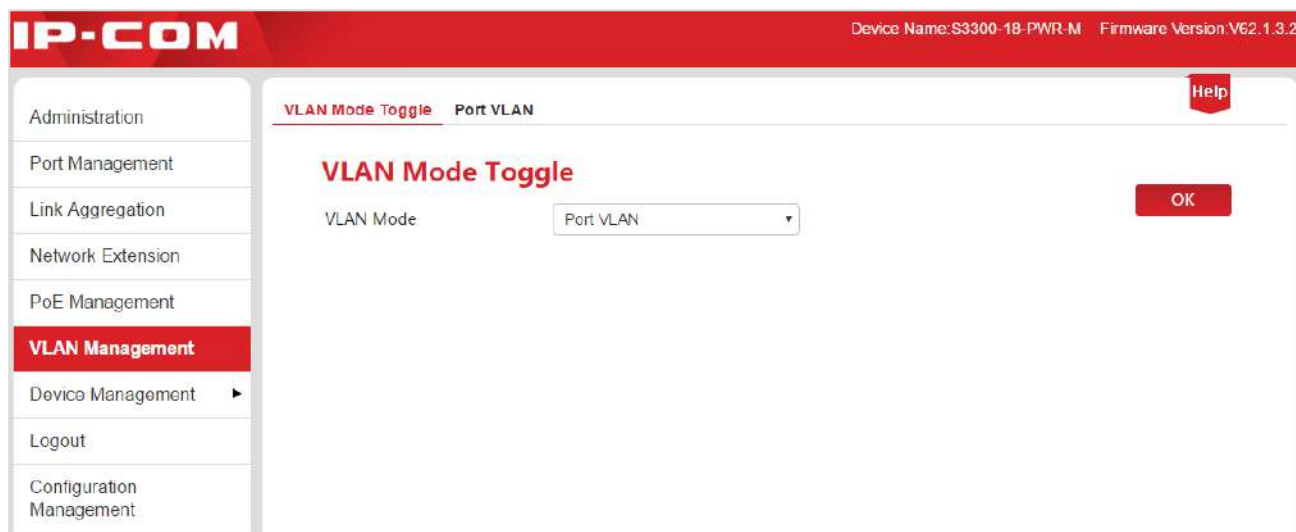 IP-COM
Device Name:S3300-18-PWR-M Firmware Version:V62.1.3.2
Help
Administration
Port Management
Link Aggregation
Network Extension
PoE Management
VLAN Management
Device Management
Logout
Configuration
Management
VLAN Mode Toggle Port VLAN
VLAN Mode Toggle
OK
VLAN Mode Port VLAN